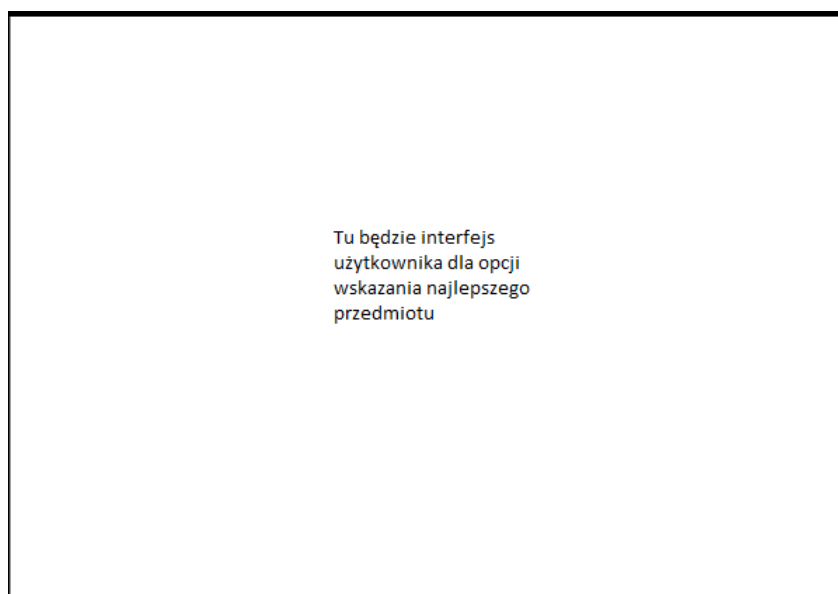 Tu będzie interfejs
użytkownika dla opcji
wskazania najlepszego
przedmiotu